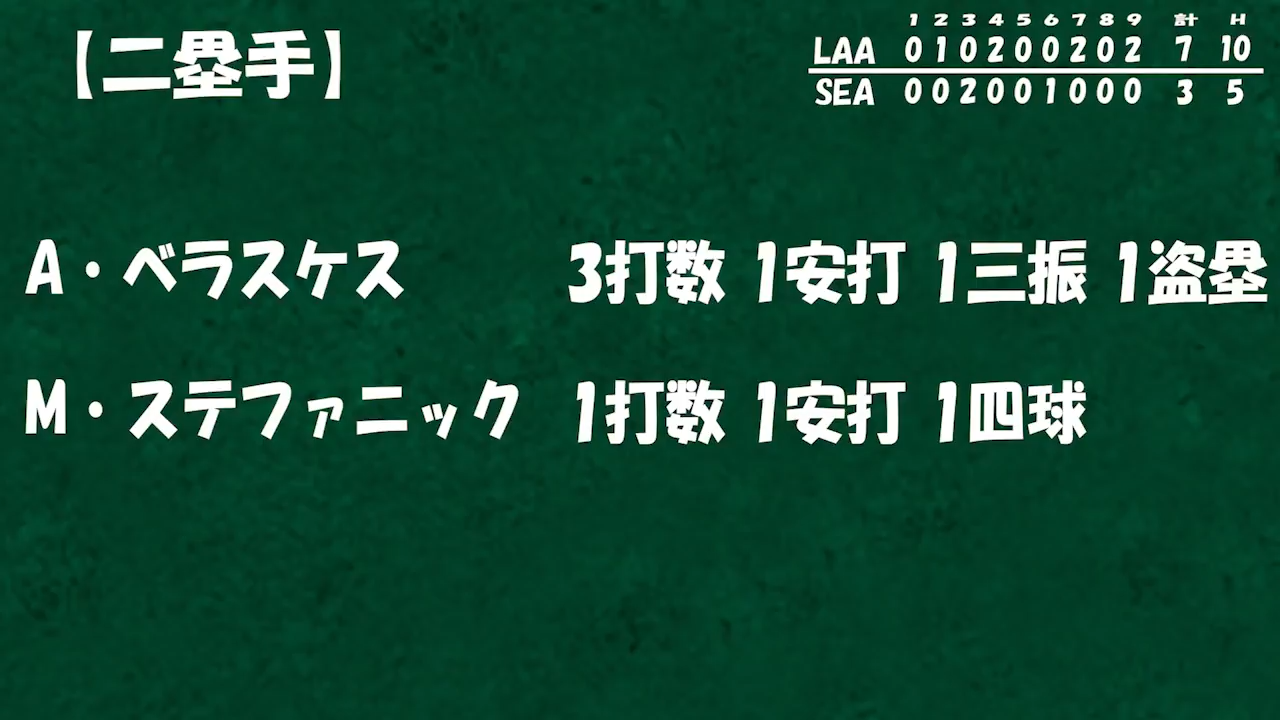 【二塁手】
1 2 3 4 5 6 7 8 9 計 H
LAA 0 1 0 2 0 0 2 0 2 7 10
SEA 0 0 2 0 0 1 0 0 0 3 5
A・ベラスケス 3打数 1安打 1三振 1盗塁
M・ステファニック 1打数 1安打 1四球